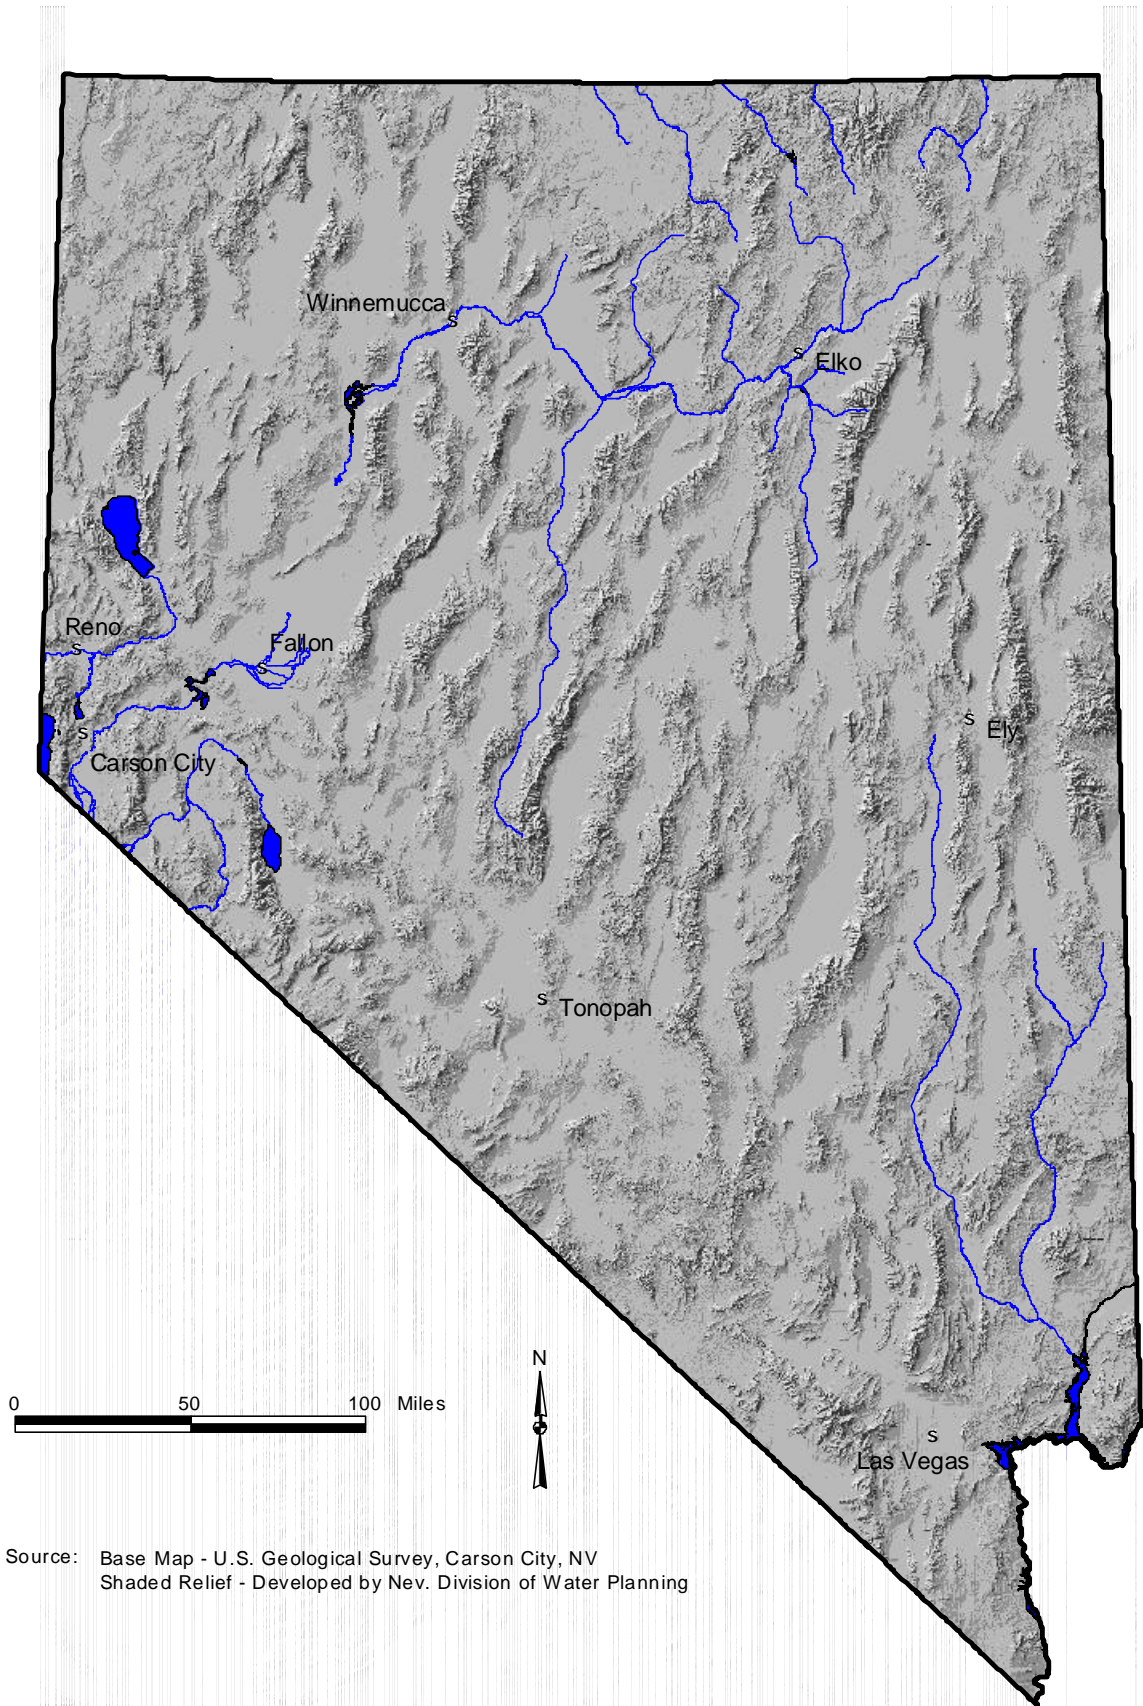 Winnemucca
s
s
Elko
Reno
s
Fallon
s
s
Ely
s
Carson City
s
Tonopah
N
0 50 100 Miles
s
Las Vegas
Source: Base Map - U.S. Geological Survey, Carson City, NV
Shaded Relief - Developed by Nev. Division of Water Planning